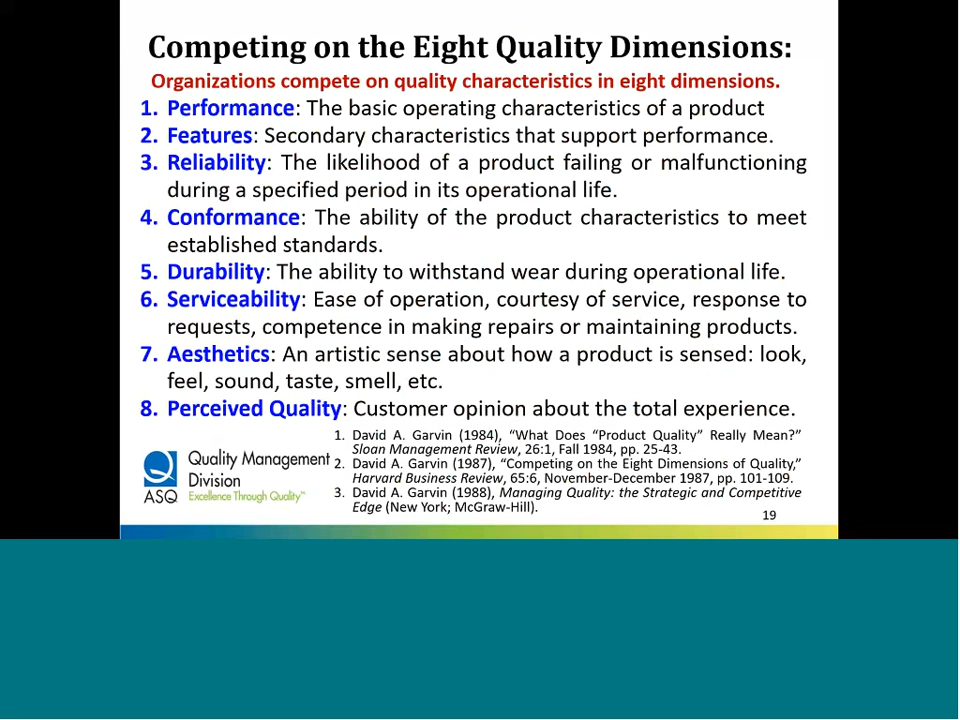 Competing on the Eight Quality Dimensions:
Organizations compete on quality characteristics in eight dimensions.
1. Performance: The basic operating characteristics of a product
2. Features: Secondary characteristics that support performance.
3. Reliability: The likelihood of a product failing or malfunctioning
during a specified period in its operational life.
4. Conformance: The ability of the product characteristics to meet
established standards.
5. Durability: The ability to withstand wear during operational life.
6. Serviceability: Ease of operation, courtesy of service, response to
requests, competence in making repairs or maintaining products.
7. Aesthetics: An artistic sense about how a product is sensed: look,
feel, sound, taste, smell, etc.
8. Perceived Quality: Customer opinion about the total experience.
1. David A. Garvin (1984), “What Does “Product Quality” Really Mean?”
Sloan Management Review, 26:1, Fall 1984, pp. 25-43.
2. David A. Garvin (1987), “Competing on the Eight Dimensions of Quality,”
Harvard Business Review, 65:6, November-December 1987, pp. 101-109.
3. David A. Garvin (1988), Managing Quality: the Strategic and Competitive
Edge (New York; McGraw-Hill).
ASQ
Quality Management
Division
Excellence Through Quality™
19